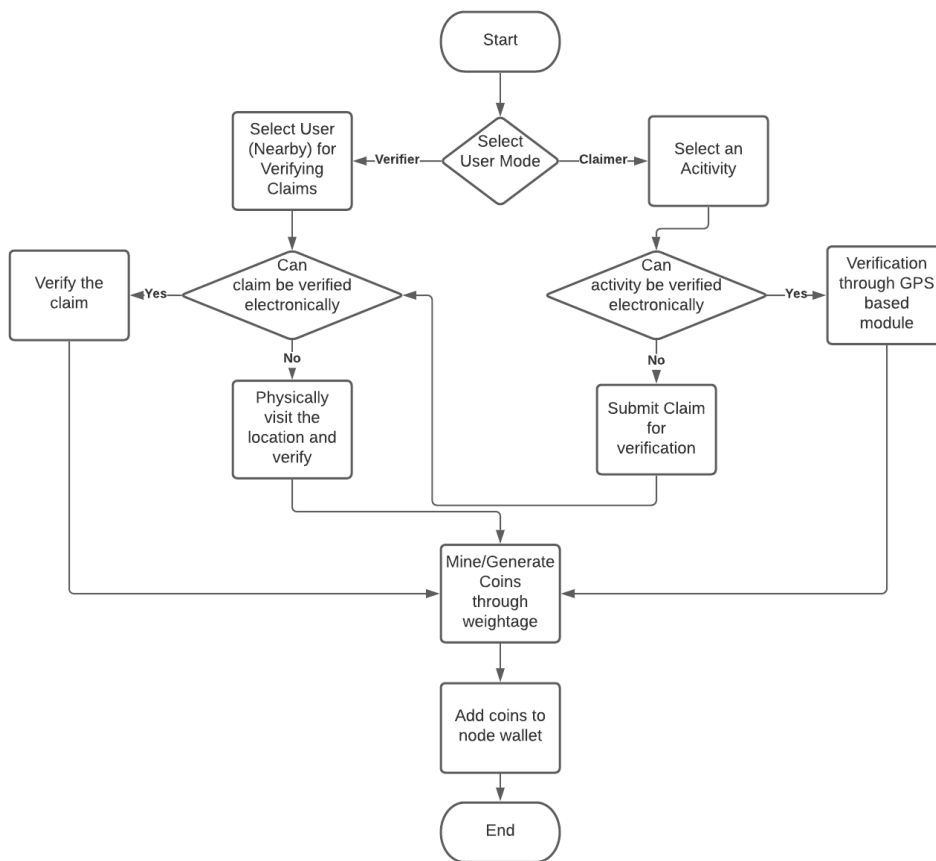 Start
Select
User Mode
Verifier
Claimer
Select User
(Nearby) for
Verifying
Claims
Select an
Acitivity
Can
claim be verified
electronically
Can
activity be verified
electronically
Yes
Verify the
claim
Yes
Verification
through GPS
based
module
No
No
Physically
visit the
location and
verify
Submit Claim
for
verification
Mine/Generate
Coins
through
weightage
Add coins to
node wallet
End